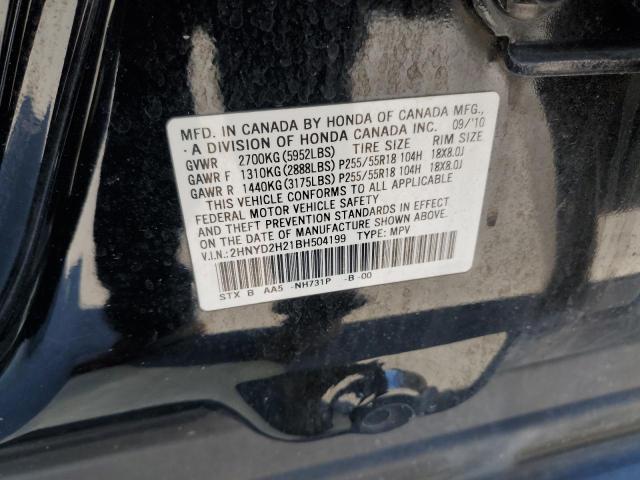 MFD. IN CANADA BY HONDA OF CANADA MFG.,
A DIVISION OF HONDA CANADA INC. 09/'10
GVWR 2700KG(5952LBS) TIRE SIZE RIM SIZE
GAWR F 1310KG(2888LBS) P255/55R18 104H 18X8.0J
GAWR R 1440KG(3175LBS) P255/55R18 104H 18X8.0J
THIS VEHICLE CONFORMS TO ALL APPLICABLE
FEDERAL MOTOR VEHICLE SAFETY
AND THEFT PREVENTION STANDARDS IN EFFECT
ON THE DATE OF MANUFACTURE SHOWN ABOVE.
V.I.N.: 2HNYD2H21BH504199 TYPE: MPV
STX B AA5 -NH731P -B-00